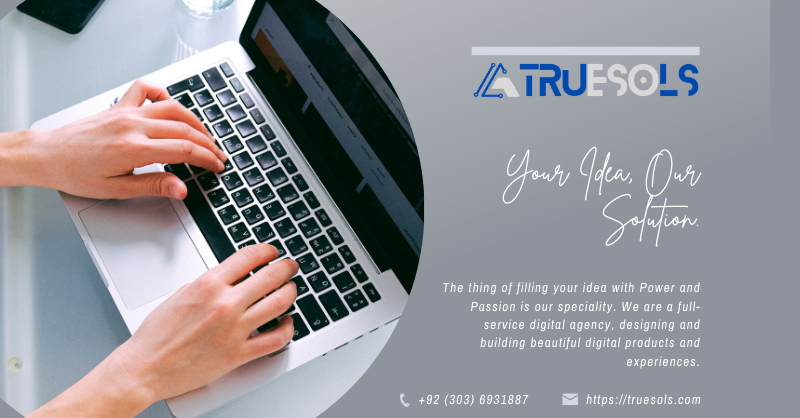 TRUESOLS
Your Idea, Our
Solution.
The thing of filling your idea with Power and
Passion is our speciality. We are a full-
service digital agency, designing and
building beautiful digital products and
experiences.
+92 (303) 6931887
https://truesols.com